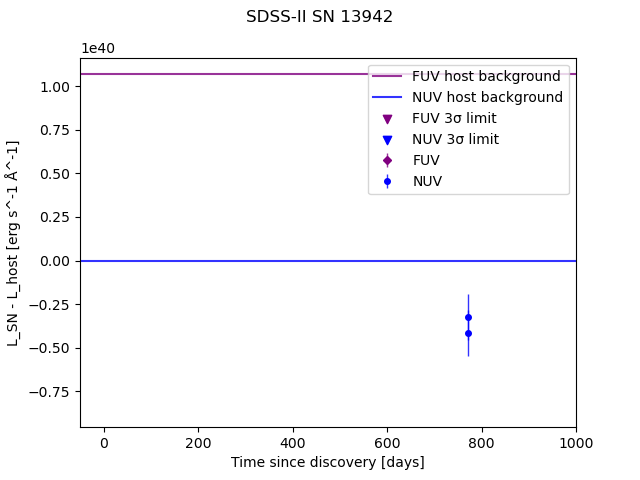 SDSS-II SN 13942
1e40
FUV host background
NUV host background
FUV 3σ limit
NUV 3σ limit
FUV
NUV
1.00
0.75
0.50
0.25
0.00
−0.25
−0.50
−0.75
L_SN - L_host [erg s^-1 Å^-1]
0 200 400 600 800 1000
Time since discovery [days]